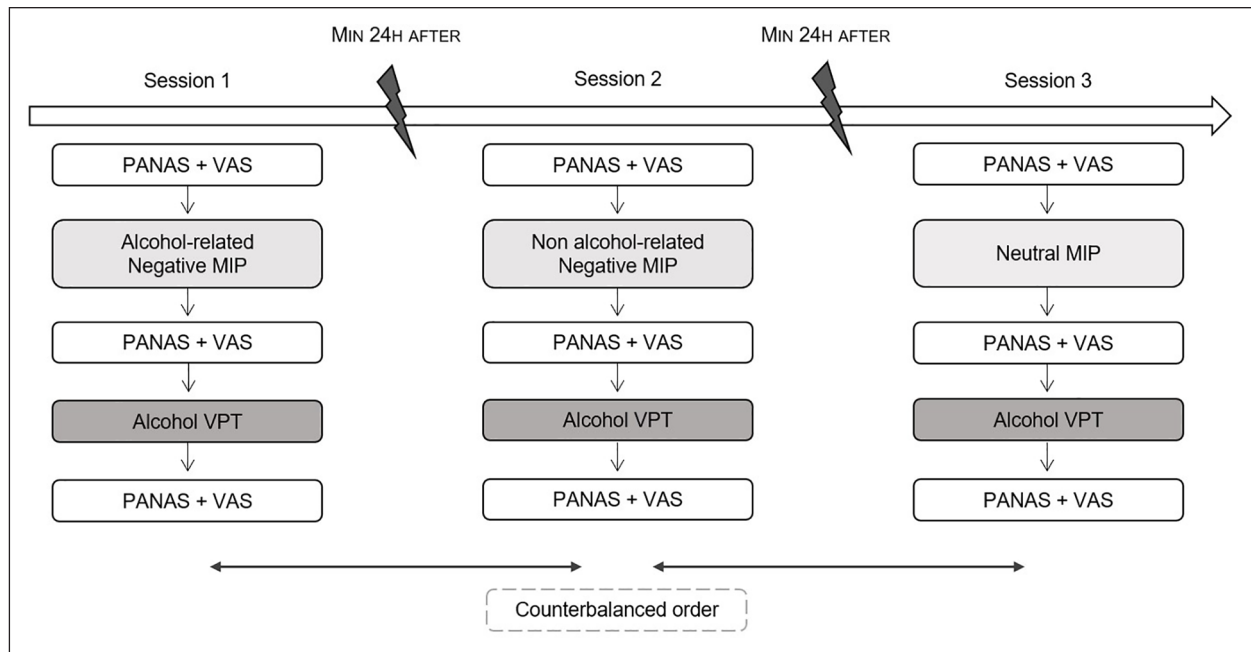 MIN 24H AFTER
MIN 24H AFTER
Session 1
Session 2
Session 3
PANAS + VAS
PANAS + VAS
PANAS + VAS
Alcohol-related
Negative MIP
Non alcohol-related
Negative MIP
Neutral MIP
PANAS + VAS
PANAS + VAS
PANAS + VAS
Alcohol VPT
Alcohol VPT
Alcohol VPT
PANAS + VAS
PANAS + VAS
PANAS + VAS
Counterbalanced order